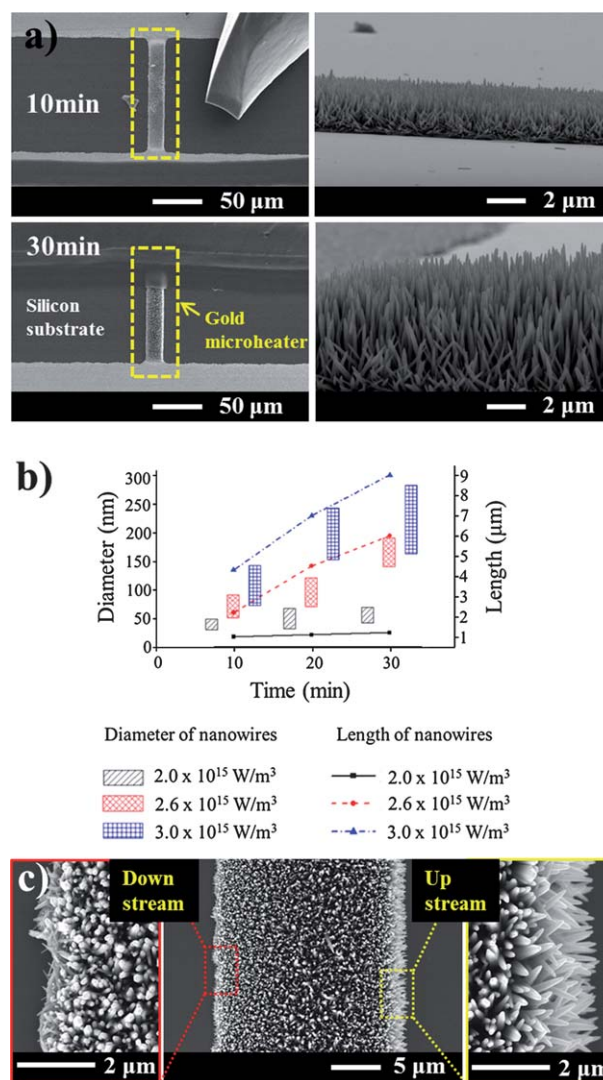 a)
10min
50 µm
2 µm
30min
Silicon
substrate
Gold
microheater
50 µm
2 µm
b)
300
250
200
150
100
50
0
Diameter (nm)
9
8
7
6
5
4
3
2
1
Length (µm)
0 10 20 30
Time (min)
Diameter of nanowires
Length of nanowires
2.0 x 10¹⁵ W/m³
2.0 x 10¹⁵ W/m³
2.6 x 10¹⁵ W/m³
2.6 x 10¹⁵ W/m³
3.0 x 10¹⁵ W/m³
3.0 x 10¹⁵ W/m³
c)
Down
stream
Up
stream
2 µm
5 µm
2 µm